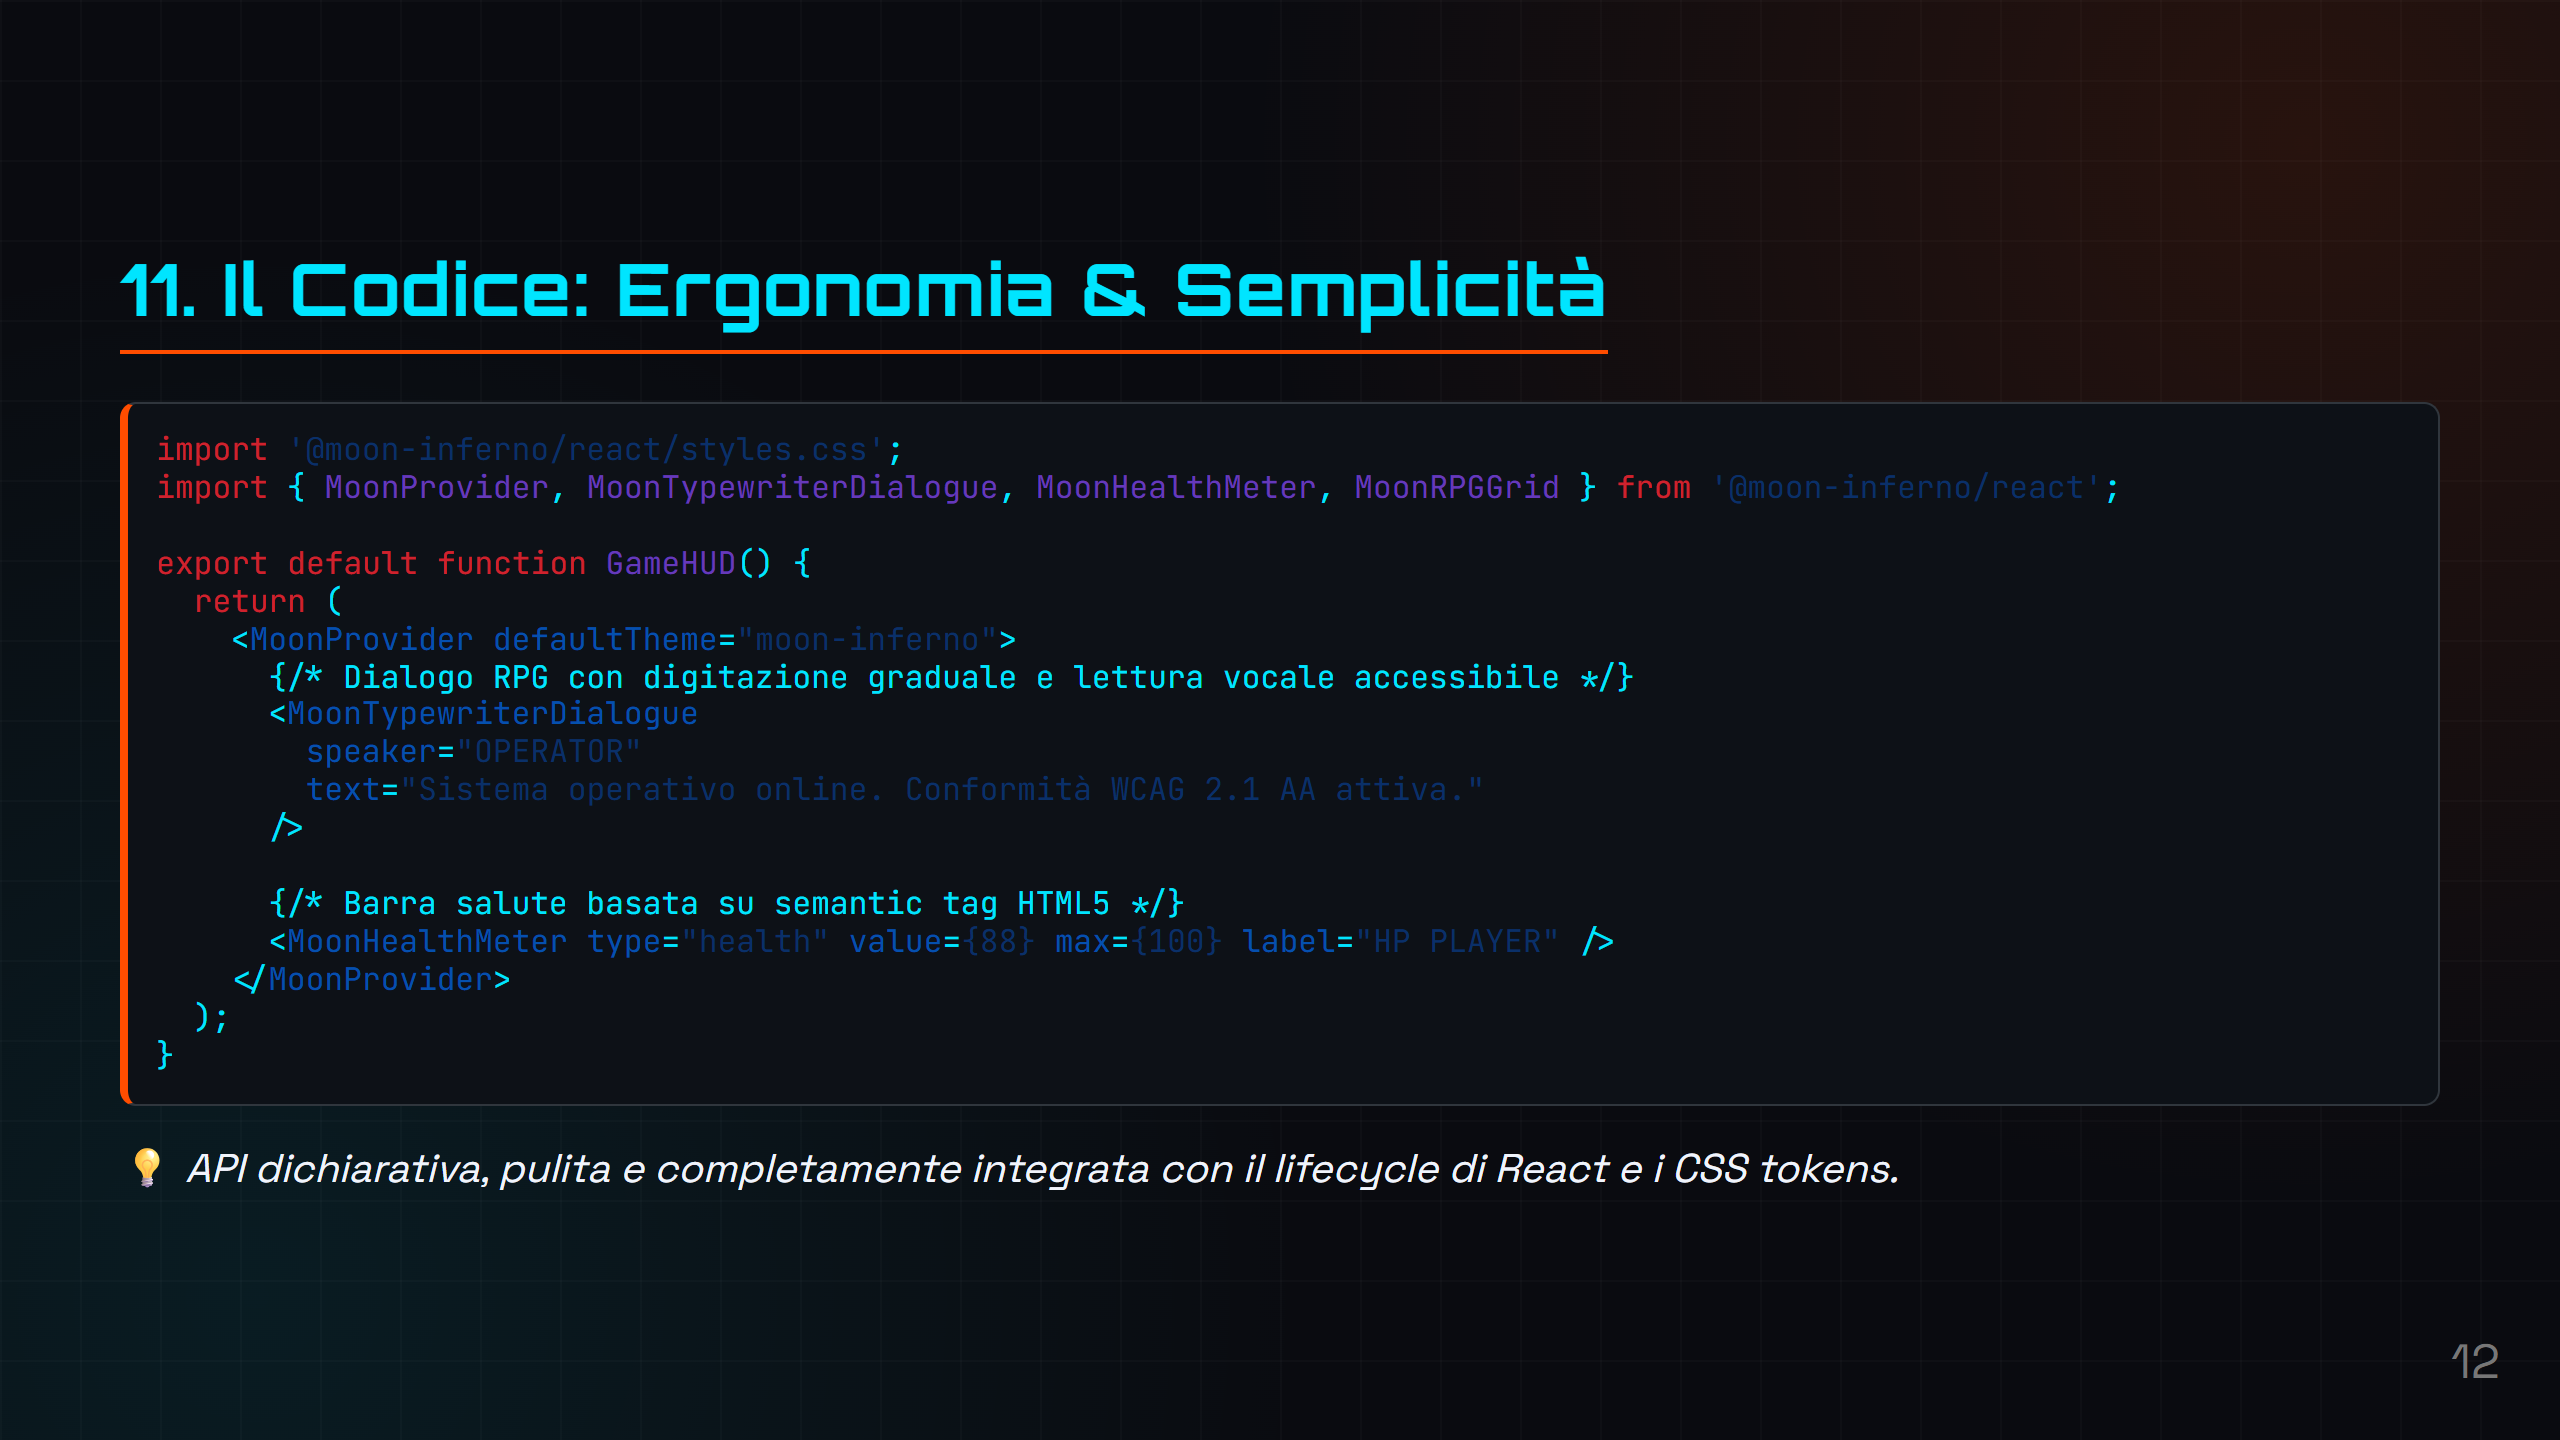 11. Il Codice: Ergonomia & Semplicità
import '@moon-inferno/react/styles.css';
import { MoonProvider, MoonTypewriterDialogue, MoonHealthMeter, MoonRPGGrid } from '@moon-inferno/react';
export default function GameHUD() {
  return (
    <MoonProvider defaultTheme="moon-inferno">
      {/* Dialogo RPG con digitazione graduale e lettura vocale accessibile */}
      <MoonTypewriterDialogue
        speaker="OPERATOR"
        text="Sistema operativo online. Conformità WCAG 2.1 AA attiva."
      />
      {/* Barra salute basata su semantic tag HTML5 */}
      <MoonHealthMeter type="health" value={88} max={100} label="HP PLAYER" />
    </MoonProvider>
  );
}
💡 API dichiarativa, pulita e completamente integrata con il lifecycle di React e i CSS tokens.
12